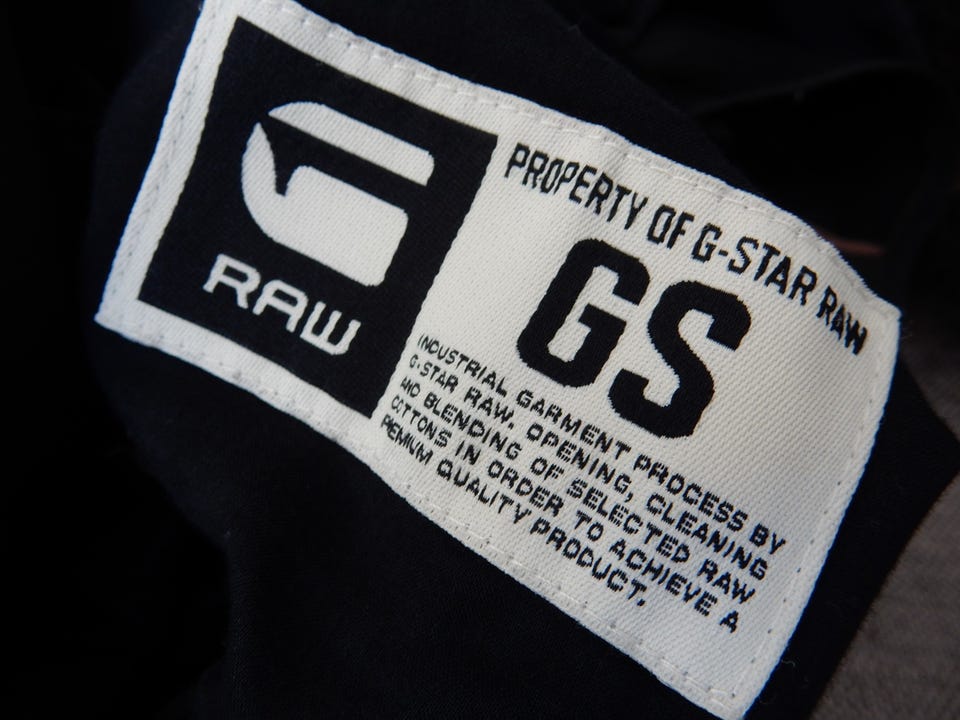 RAW
PROPERTY OF G-STAR RAW
GS
INDUSTRIAL GARMENT PROCESS BY
G-STAR RAW. OPENING, CLEANING
AND BLENDING OF SELECTED RAW
COTTONS IN ORDER TO ACHIEVE A
PREMIUM QUALITY PRODUCT.